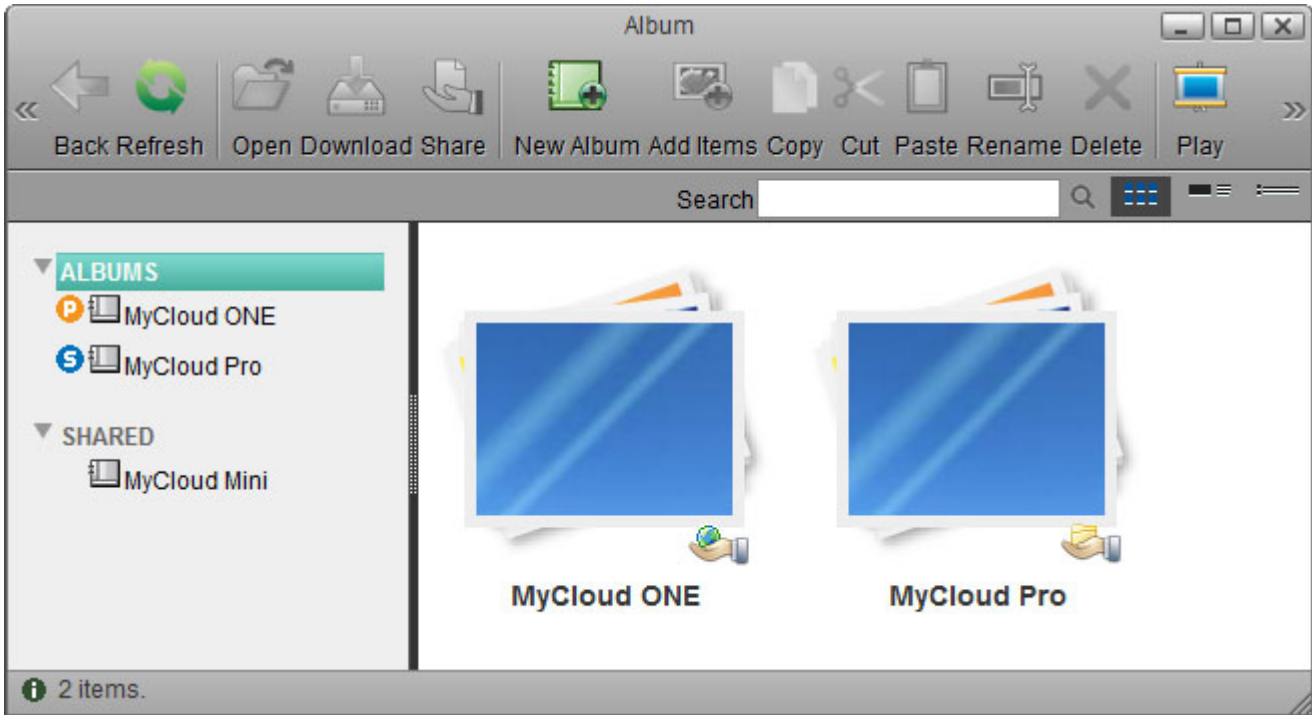 Album
Back Refresh Open Download Share New Album Add Items Copy Cut Paste Rename Delete Play
Search
ALBUMS
P MyCloud ONE
S MyCloud Pro
SHARED
MyCloud Mini
MyCloud ONE MyCloud Pro
2 items.